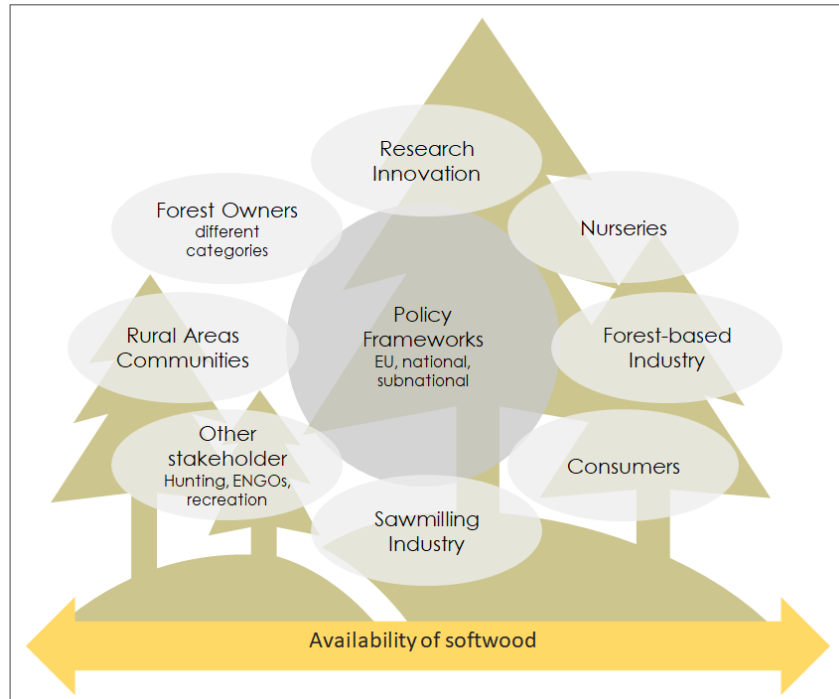 Research
Innovation
Forest Owners
different
categories
Nurseries
Rural Areas
Communities
Policy
Frameworks
EU, national,
subnational
Forest-based
Industry
Other
stakeholder
Hunting, ENGOs,
recreation
Consumers
Sawmilling
Industry
Availability of softwood